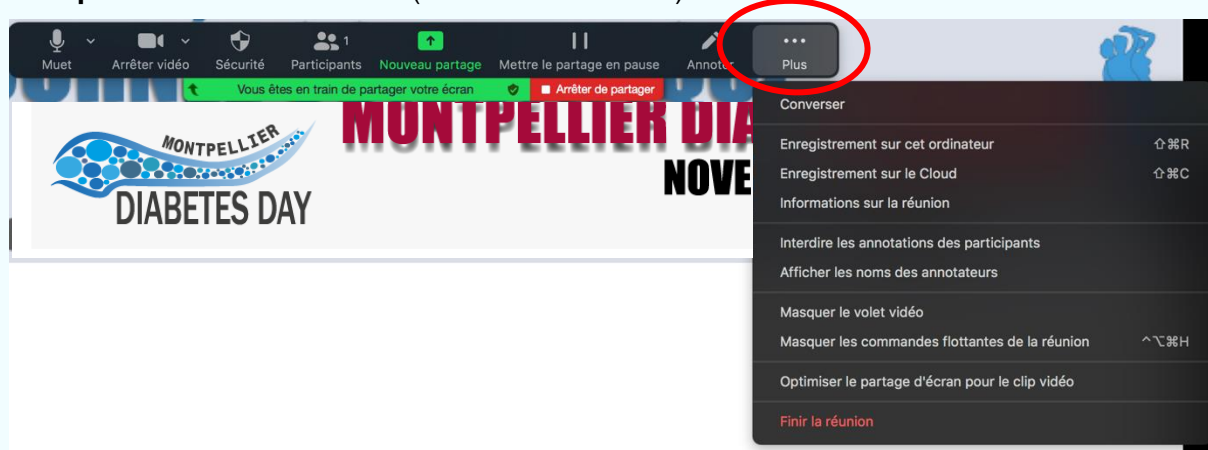 Muet
Arrêter vidéo
Sécurité
Participants 1
Nouveau partage
Mettre le partage en pause
Annoter
Plus
Vous êtes en train de partager votre écran
Arrêter de partager
MONTPELLIER
DIABETES DAY
MONTPELLIER DIA
NOVE
Converser
Enregistrement sur cet ordinateur ⇧⌘R
Enregistrement sur le Cloud ⇧⌘C
Informations sur la réunion
Interdire les annotations des participants
Afficher les noms des annotateurs
Masquer le volet vidéo
Masquer les commandes flottantes de la réunion ^⌥⌘H
Optimiser le partage d'écran pour le clip vidéo
Finir la réunion